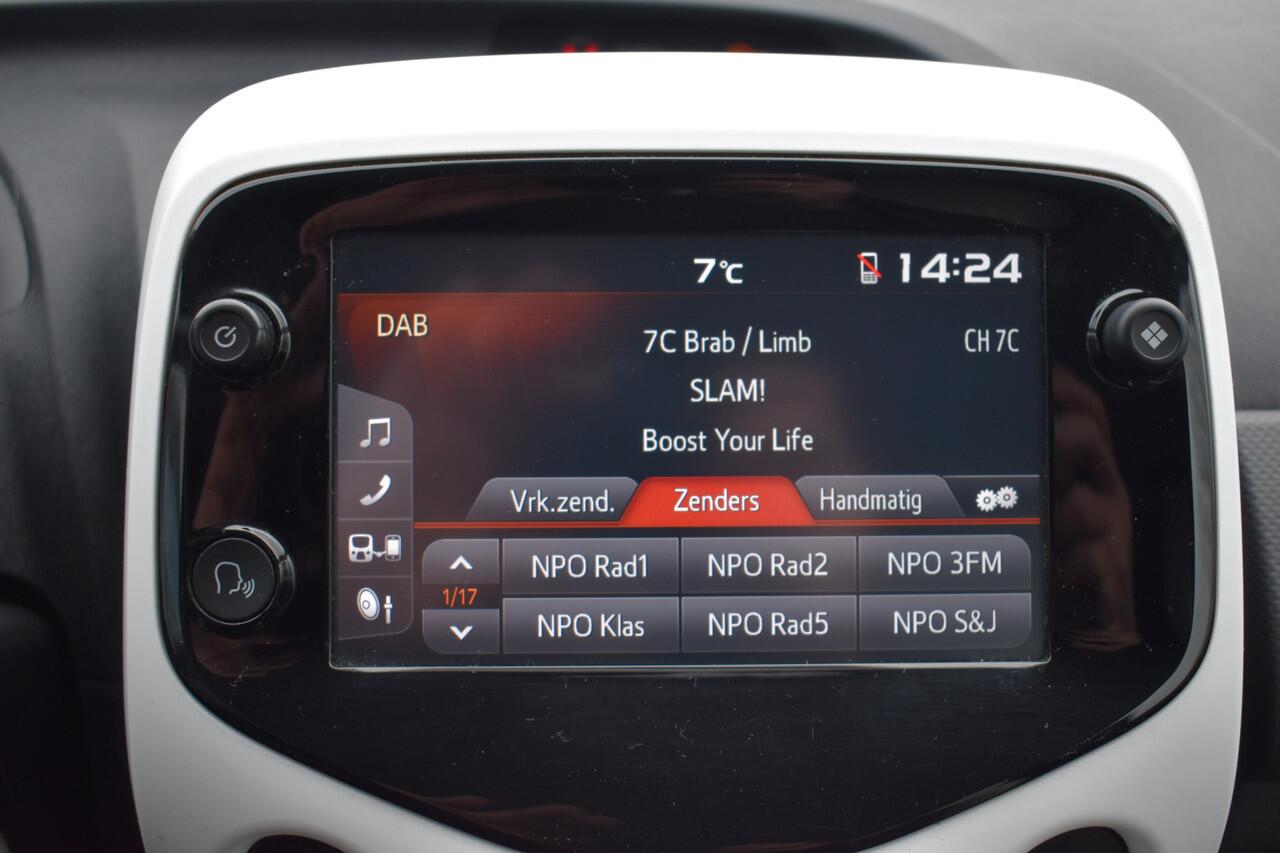 7°C 14:24
DAB 7C Brab / Limb CH 7C
SLAM!
Boost Your Life
Vrk.zend. Zenders Handmatig
NPO Rad1 NPO Rad2 NPO 3FM
1/17
NPO Klas NPO Rad5 NPO S&J